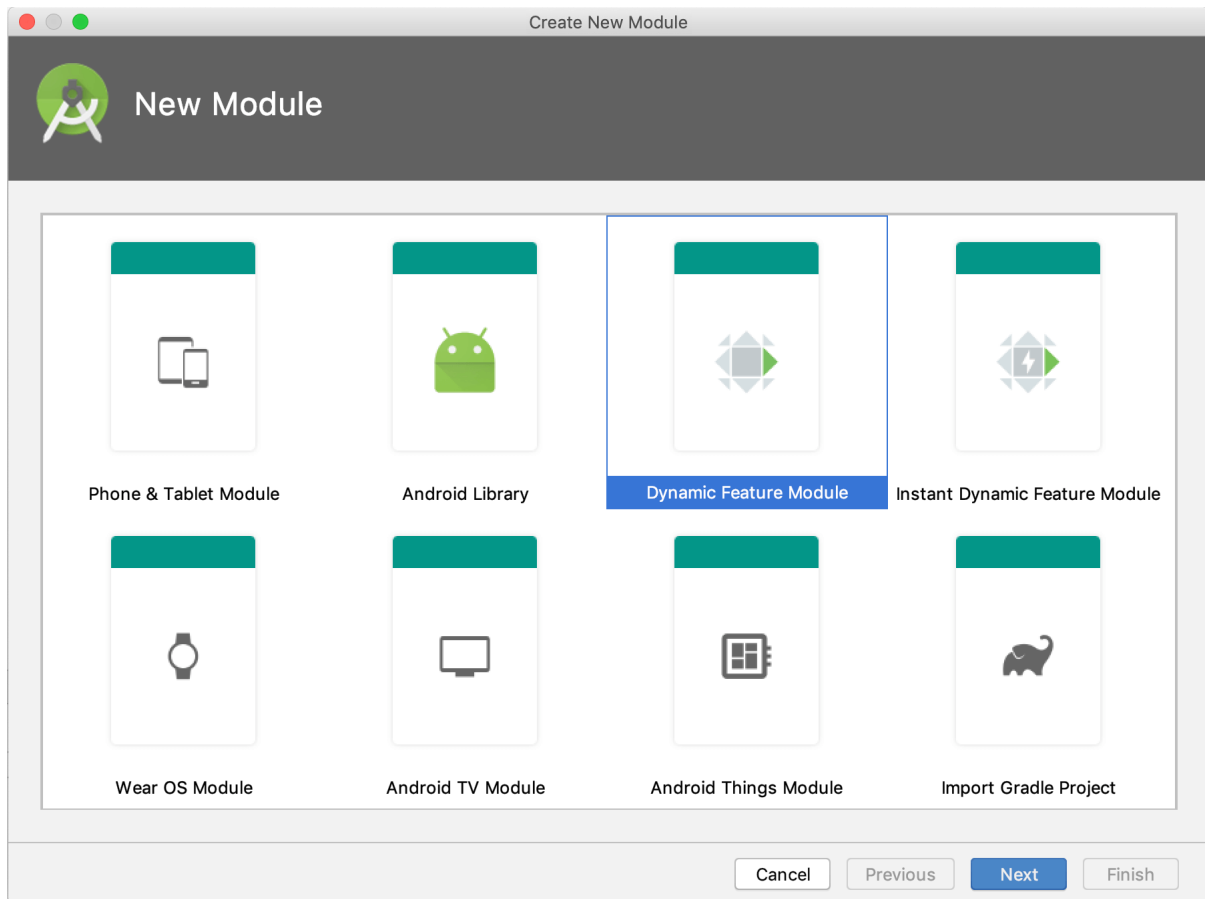 Create New Module
New Module
Phone & Tablet Module
Android Library
Dynamic Feature Module
Instant Dynamic Feature Module
Wear OS Module
Android TV Module
Android Things Module
Import Gradle Project
Cancel
Previous
Next
Finish